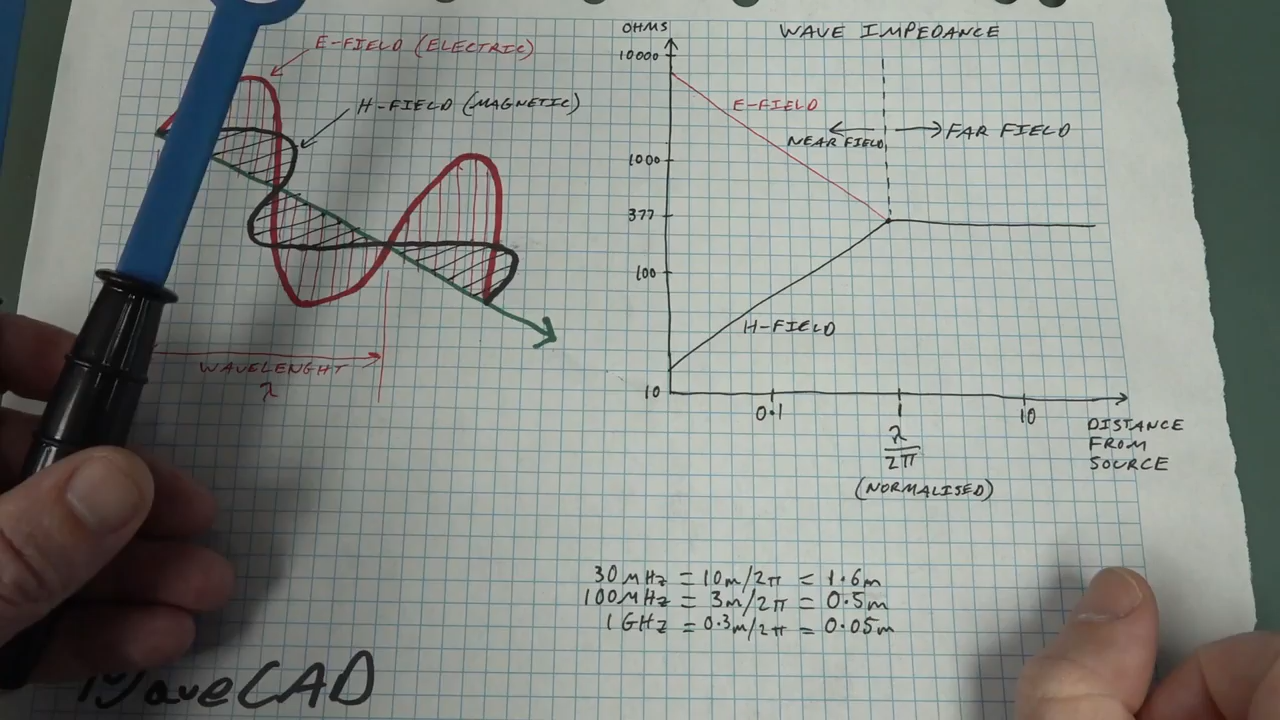 E-FIELD (ELECTRIC)
H-FIELD (MAGNETIC)
WAVELENGHT
λ
OHMS
WAVE IMPEDANCE
10000
E-FIELD
NEAR FIELD
FAR FIELD
1000
377
100
H-FIELD
10
0.1
λ
2π
(NORMALISED)
10
DISTANCE
FROM
SOURCE
30MHz = 10m/2π = 1.6m
100MHz = 3m/2π = 0.5m
1GHz = 0.3m/2π = 0.05m
WaveCAD